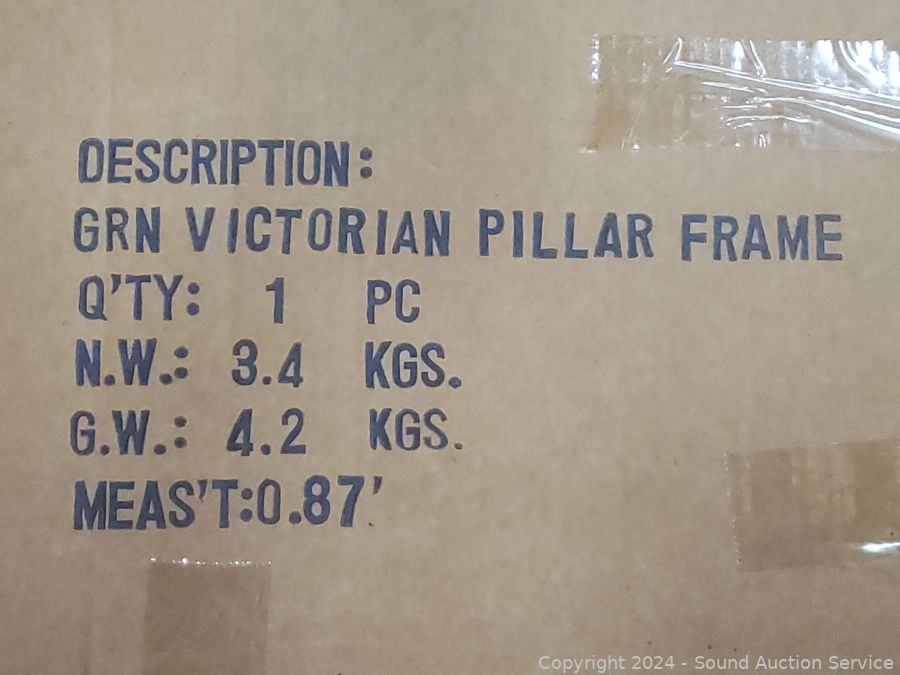 DESCRIPTION:
GRN VICTORIAN PILLAR FRAME
Q'TY: 1 PC
N.W.: 3.4 KGS.
G.W.: 4.2 KGS.
MEAS'T:0.87'
Copyright 2024 - Sound Auction Service